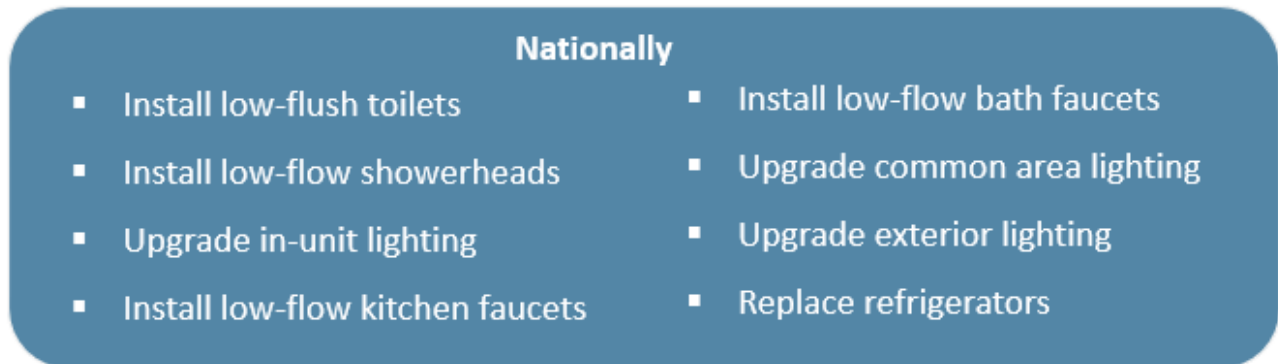 Nationally
▪ Install low-flush toilets
▪ Install low-flow showerheads
▪ Upgrade in-unit lighting
▪ Install low-flow kitchen faucets
▪ Install low-flow bath faucets
▪ Upgrade common area lighting
▪ Upgrade exterior lighting
▪ Replace refrigerators